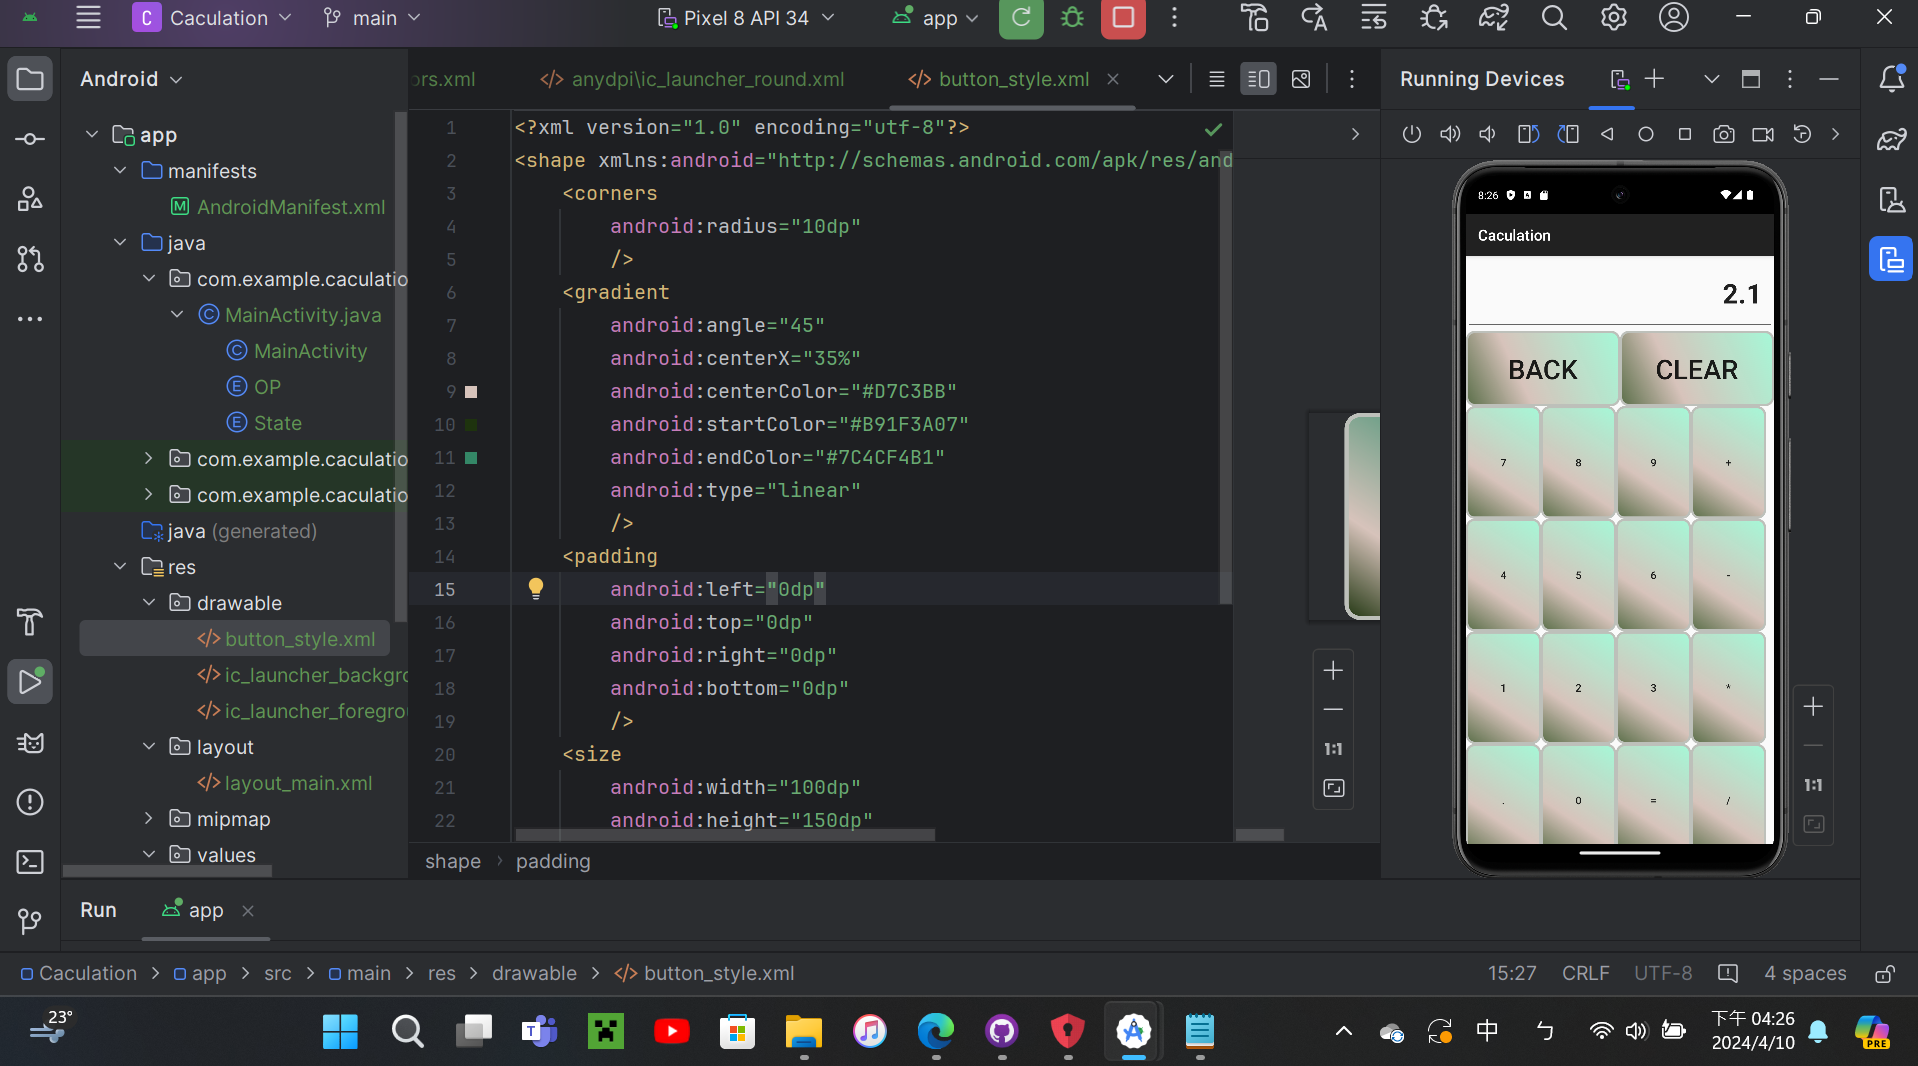 C Caculation
main
Pixel 8 API 34
app
Android
app
manifests
AndroidManifest.xml
java
com.example.caculatio
MainActivity.java
MainActivity
OP
State
com.example.caculatio
com.example.caculatio
java (generated)
res
drawable
button_style.xml
ic_launcher_backgro
ic_launcher_foregro
layout
layout_main.xml
mipmap
values
ors.xml
anydpi\ic_launcher_round.xml
button_style.xml
1 <?xml version="1.0" encoding="utf-8"?>
2 <shape xmlns:android="http://schemas.android.com/apk/res/and
3 <corners
4 android:radius="10dp"
5 />
6 <gradient
7 android:angle="45"
8 android:centerX="35%"
9 android:centerColor="#D7C3BB"
10 android:startColor="#B91F3A07"
11 android:endColor="#7C4CF4B1"
12 android:type="linear"
13 />
14 <padding
15 android:left="0dp"
16 android:top="0dp"
17 android:right="0dp"
18 android:bottom="0dp"
19 />
20 <size
21 android:width="100dp"
22 android:height="150dp"
shape > padding
1:1
Running Devices
8:26
Caculation
2.1
BACK CLEAR
7 8 9 +
4 5 6 -
1 2 3 *
. 0 = /
1:1
Run
app
Caculation > app > src > main > res > drawable > button_style.xml
15:27 CRLF UTF-8 4 spaces
23°
中
ㄅ
下午 04:26
2024/4/10
PRE